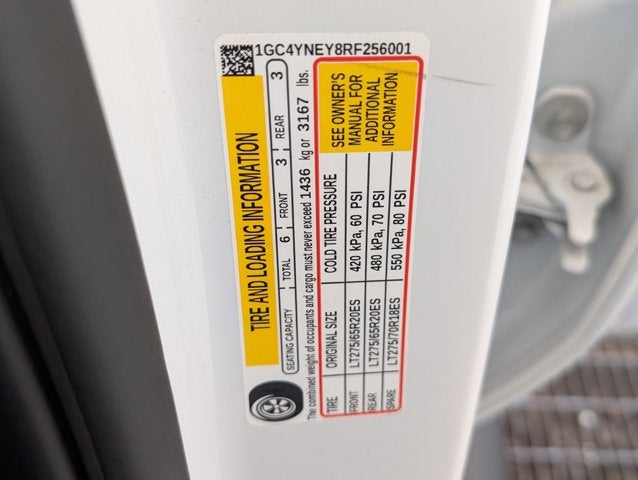 1GC4YNEY8RF256001
TIRE AND LOADING INFORMATION
SEATING CAPACITY TOTAL 6 FRONT 3 REAR 3
The combined weight of occupants and cargo must never exceed 1436 kg or 3167 lbs.
TIRE ORIGINAL SIZE COLD TIRE PRESSURE
FRONT LT275/65R20ES 420 kPa, 60 PSI
REAR LT275/65R20ES 480 kPa, 70 PSI
SPARE LT275/70R18ES 550 kPa, 80 PSI
SEE OWNER'S
MANUAL FOR
ADDITIONAL
INFORMATION